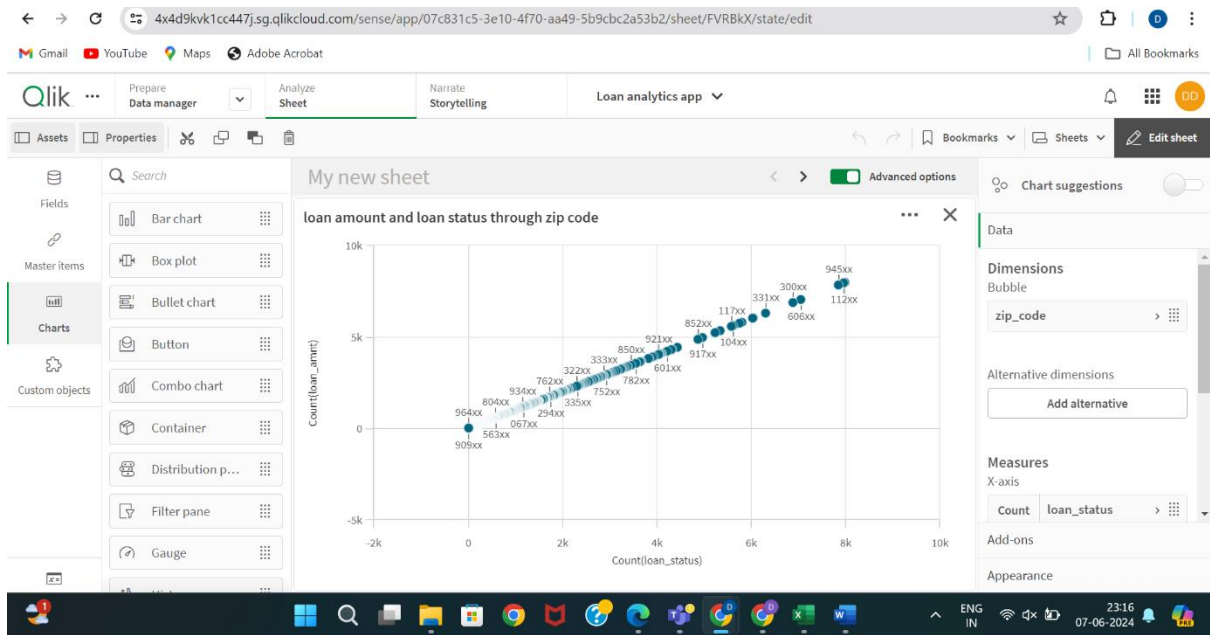 4x4d9kvk1cc447j.sg.qlikcloud.com/sense/app/07c831c5-3e10-4f70-aa49-5b9cbc2a53b2/sheet/FVRBkX/state/edit
D
Gmail YouTube Maps Adobe Acrobat All Bookmarks
Qlik Prepare Analyze Narrate
Data manager Sheet Storytelling Loan analytics app DD
Assets Properties Bookmarks Sheets Edit sheet
Fields
Master items
Charts
Custom objects
Search
Bar chart
Box plot
Bullet chart
Button
Combo chart
Container
Distribution p...
Filter pane
Gauge
My new sheet Advanced options
loan amount and loan status through zip code
Count(loan_amnt)
10k
5k
0
-5k
945xx
112xx
300xx
606xx
331xx
117xx
104xx
852xx
917xx
921xx
601xx
850xx
782xx
333xx
752xx
322xx
335xx
762xx
294xx
934xx
067xx
804xx
563xx
964xx
909xx
-2k 0 2k 4k 6k 8k 10k
Count(loan_status)
Chart suggestions
Data
Dimensions
Bubble
zip_code
Alternative dimensions
Add alternative
Measures
X-axis
Count loan_status
Add-ons
Appearance
1
ENG
IN
23:16
07-06-2024
PRE